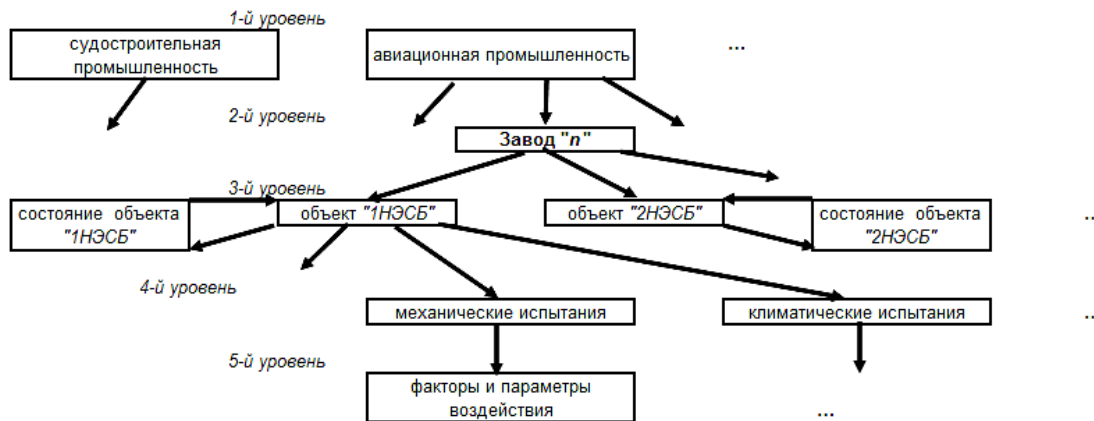 1-й уровень
судостроительная
промышленность
авиационная промышленность
...
2-й уровень
Завод "n"
3-й уровень
состояние объекта
"1НЭСБ"
объект "1НЭСБ"
объект "2НЭСБ"
состояние объекта
"2НЭСБ"
..
4-й уровень
механические испытания
климатические испытания
..
5-й уровень
факторы и параметры
воздействия
...